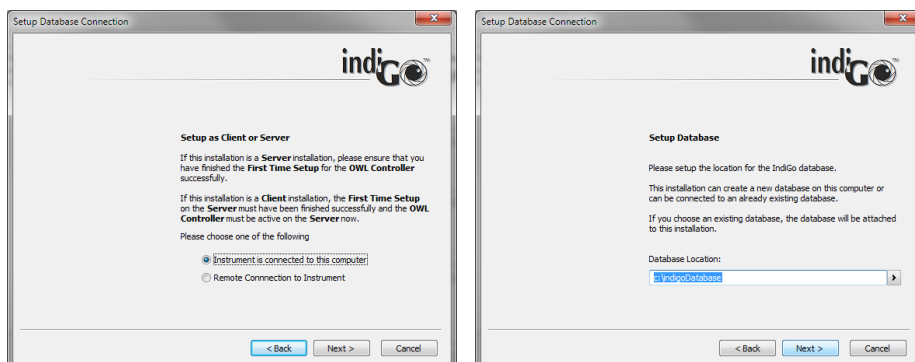 Setup Database Connection
indiGo™
Setup as Client or Server
If this installation is a Server installation, please ensure that you
have finished the First Time Setup for the OWL Controller
successfully.
If this installation is a Client installation, the First Time Setup
on the Server must have been finished successfully and the OWL
Controller must be active on the Server now.
Please choose one of the following
Instrument is connected to this computer
Remote Connnection to Instrument
< Back
Next >
Cancel
Setup Database Connection
indiGo™
Setup Database
Please setup the location for the IndiGo database.
This installation can create a new database on this computer or
can be connected to an already existing database.
If you choose an existing database, the database will be attached
to this installation.
Database Location:
c:\indigoDatabase
< Back
Next >
Cancel